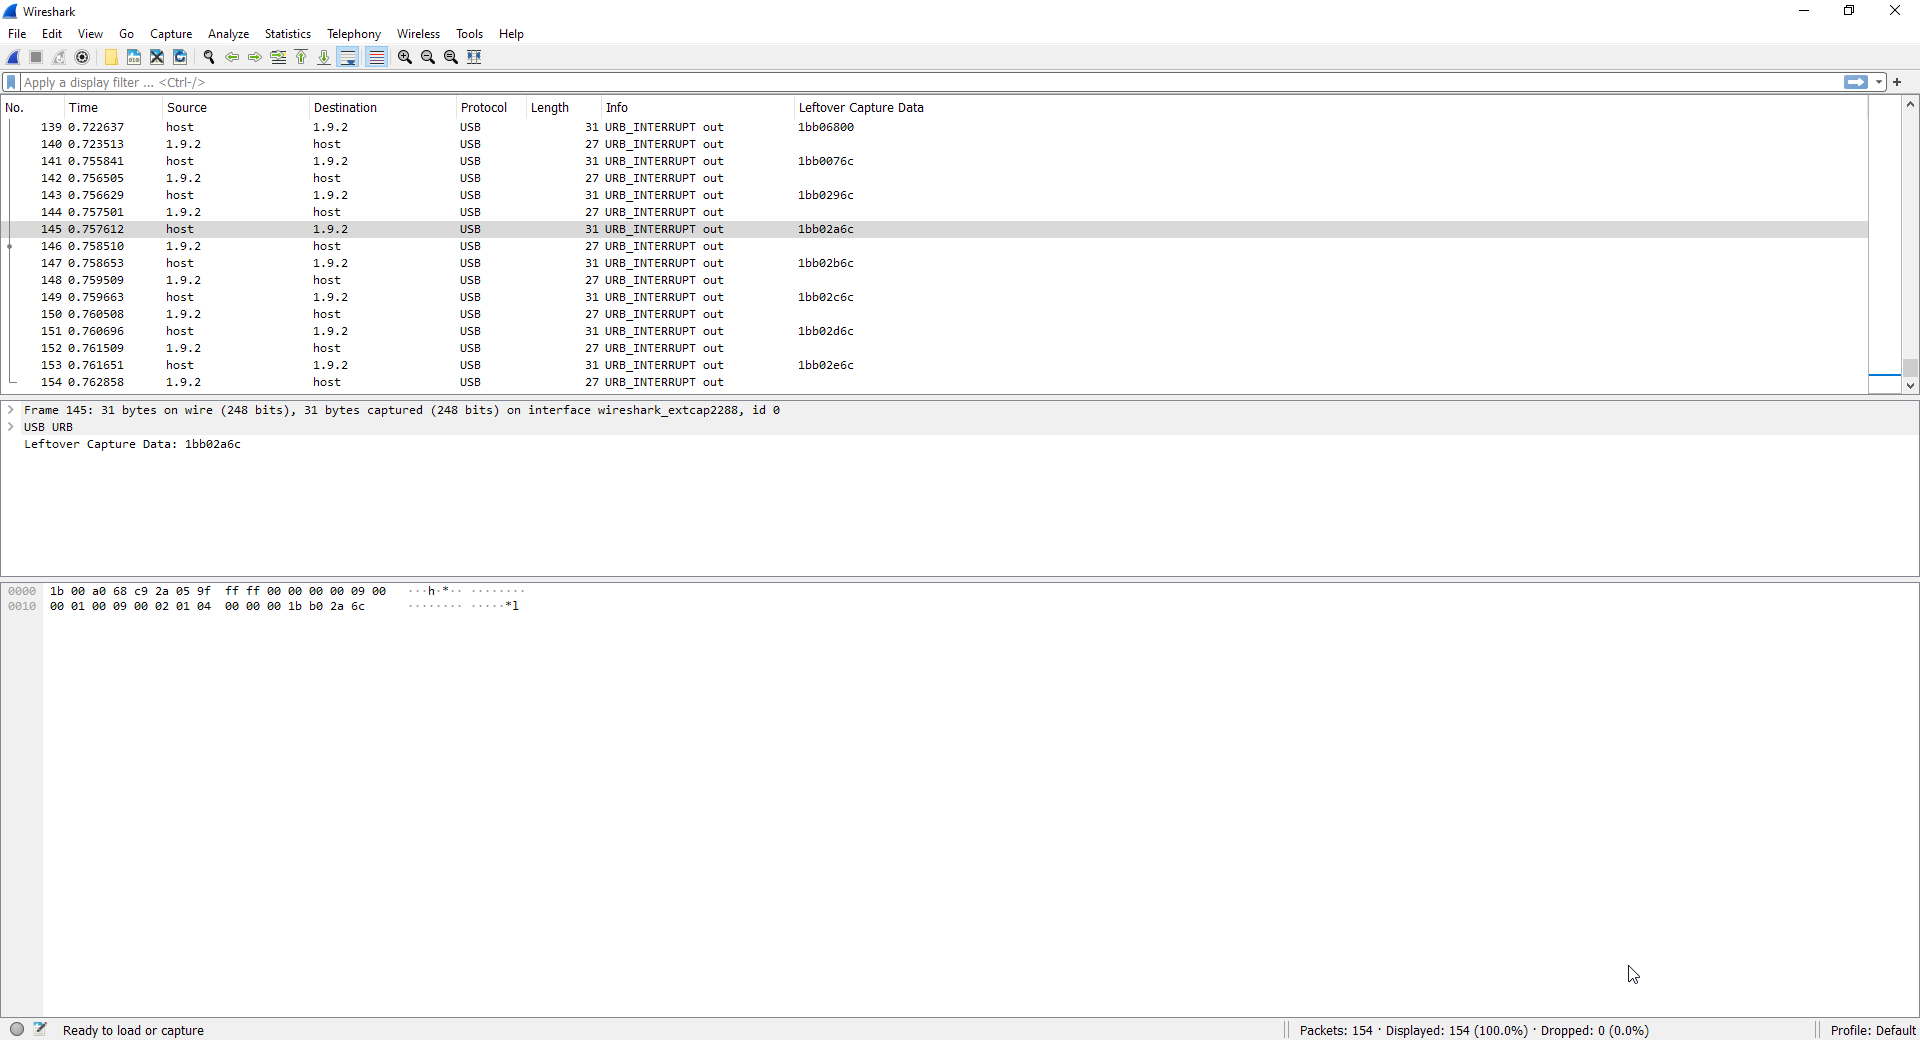 Wireshark
File Edit View Go Capture Analyze Statistics Telephony Wireless Tools Help
Apply a display filter ... <Ctrl-/>
No. Time Source Destination Protocol Length Info Leftover Capture Data
139 0.722637 host 1.9.2 USB 31 URB_INTERRUPT out 1bb06800
140 0.723513 1.9.2 host USB 27 URB_INTERRUPT out
141 0.755841 host 1.9.2 USB 31 URB_INTERRUPT out 1bb0076c
142 0.756505 1.9.2 host USB 27 URB_INTERRUPT out
143 0.756629 host 1.9.2 USB 31 URB_INTERRUPT out 1bb0296c
144 0.757501 1.9.2 host USB 27 URB_INTERRUPT out
145 0.757612 host 1.9.2 USB 31 URB_INTERRUPT out 1bb02a6c
146 0.758510 1.9.2 host USB 27 URB_INTERRUPT out
147 0.758653 host 1.9.2 USB 31 URB_INTERRUPT out 1bb02b6c
148 0.759509 1.9.2 host USB 27 URB_INTERRUPT out
149 0.759663 host 1.9.2 USB 31 URB_INTERRUPT out 1bb02c6c
150 0.760508 1.9.2 host USB 27 URB_INTERRUPT out
151 0.760696 host 1.9.2 USB 31 URB_INTERRUPT out 1bb02d6c
152 0.761509 1.9.2 host USB 27 URB_INTERRUPT out
153 0.761651 host 1.9.2 USB 31 URB_INTERRUPT out 1bb02e6c
154 0.762858 1.9.2 host USB 27 URB_INTERRUPT out
Frame 145: 31 bytes on wire (248 bits), 31 bytes captured (248 bits) on interface wireshark_extcap2288, id 0
USB URB
Leftover Capture Data: 1bb02a6c
0000 1b 00 a0 68 c9 2a 05 9f ff ff 00 00 00 00 09 00 ···h·*·· ········
0010 00 01 00 09 00 02 01 04 00 00 00 1b b0 2a 6c ········ ·····*l
Ready to load or capture
Packets: 154 · Displayed: 154 (100.0%) · Dropped: 0 (0.0%)
Profile: Default